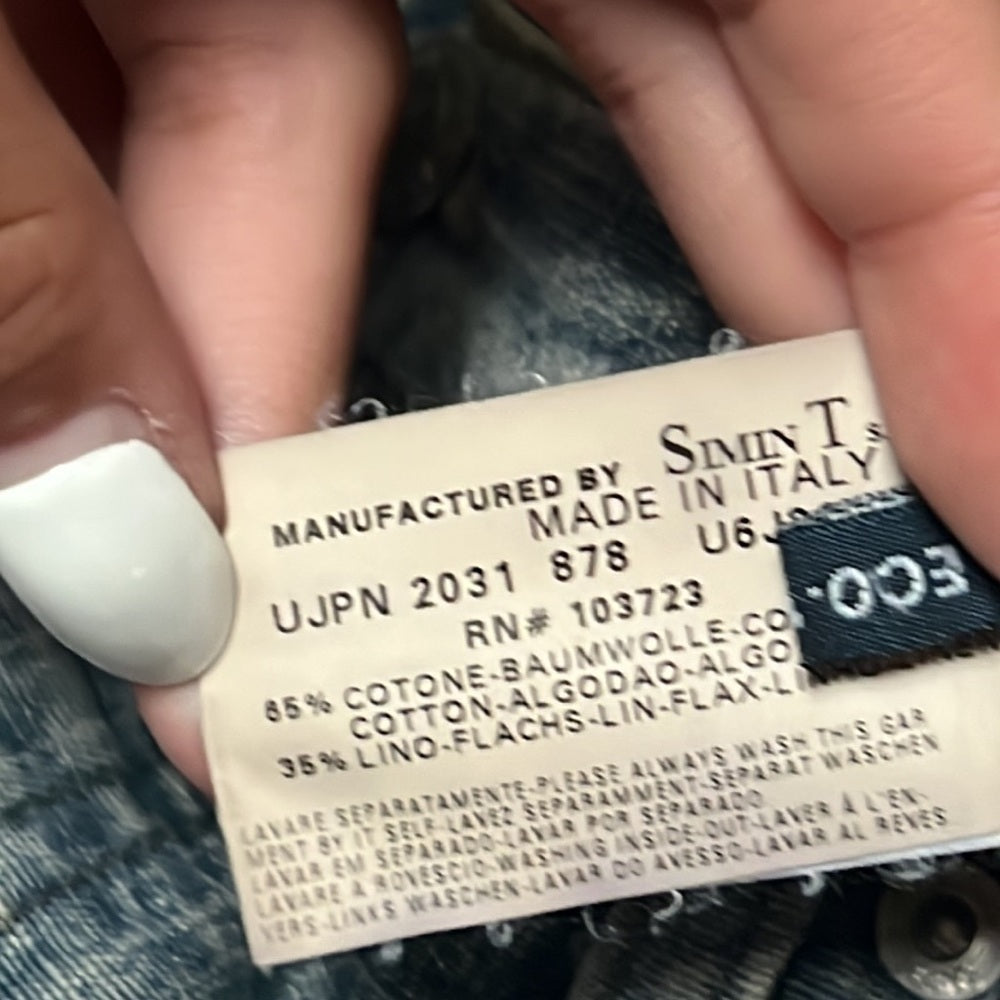 MANUFACTURED BY SIMINT
MADE IN ITALY
UJPN 2031 878 U6J
RN# 103723
65% COTONE-BAUMWOLLE-CO
COTTON-ALGODAO-ALGO
35% LINO-FLACHS-LIN-FLAX-LI
LAVARE SEPARATAMENTE-PLEASE ALWAYS WASH THIS GAR
MENT BY IT SELF-LAVEZ SEPARAMMENT-SEPARAT WASCHEN
LAVAR EM SEPARADO-LAVAR POR SEPARADO
LAVARE A ROVESCIO-WASHING INSIDE-OUT-LAVER À L'EN-
VERS-LINKS WASCHEN-LAVAR DO AVESSO-LAVAR AL REVES